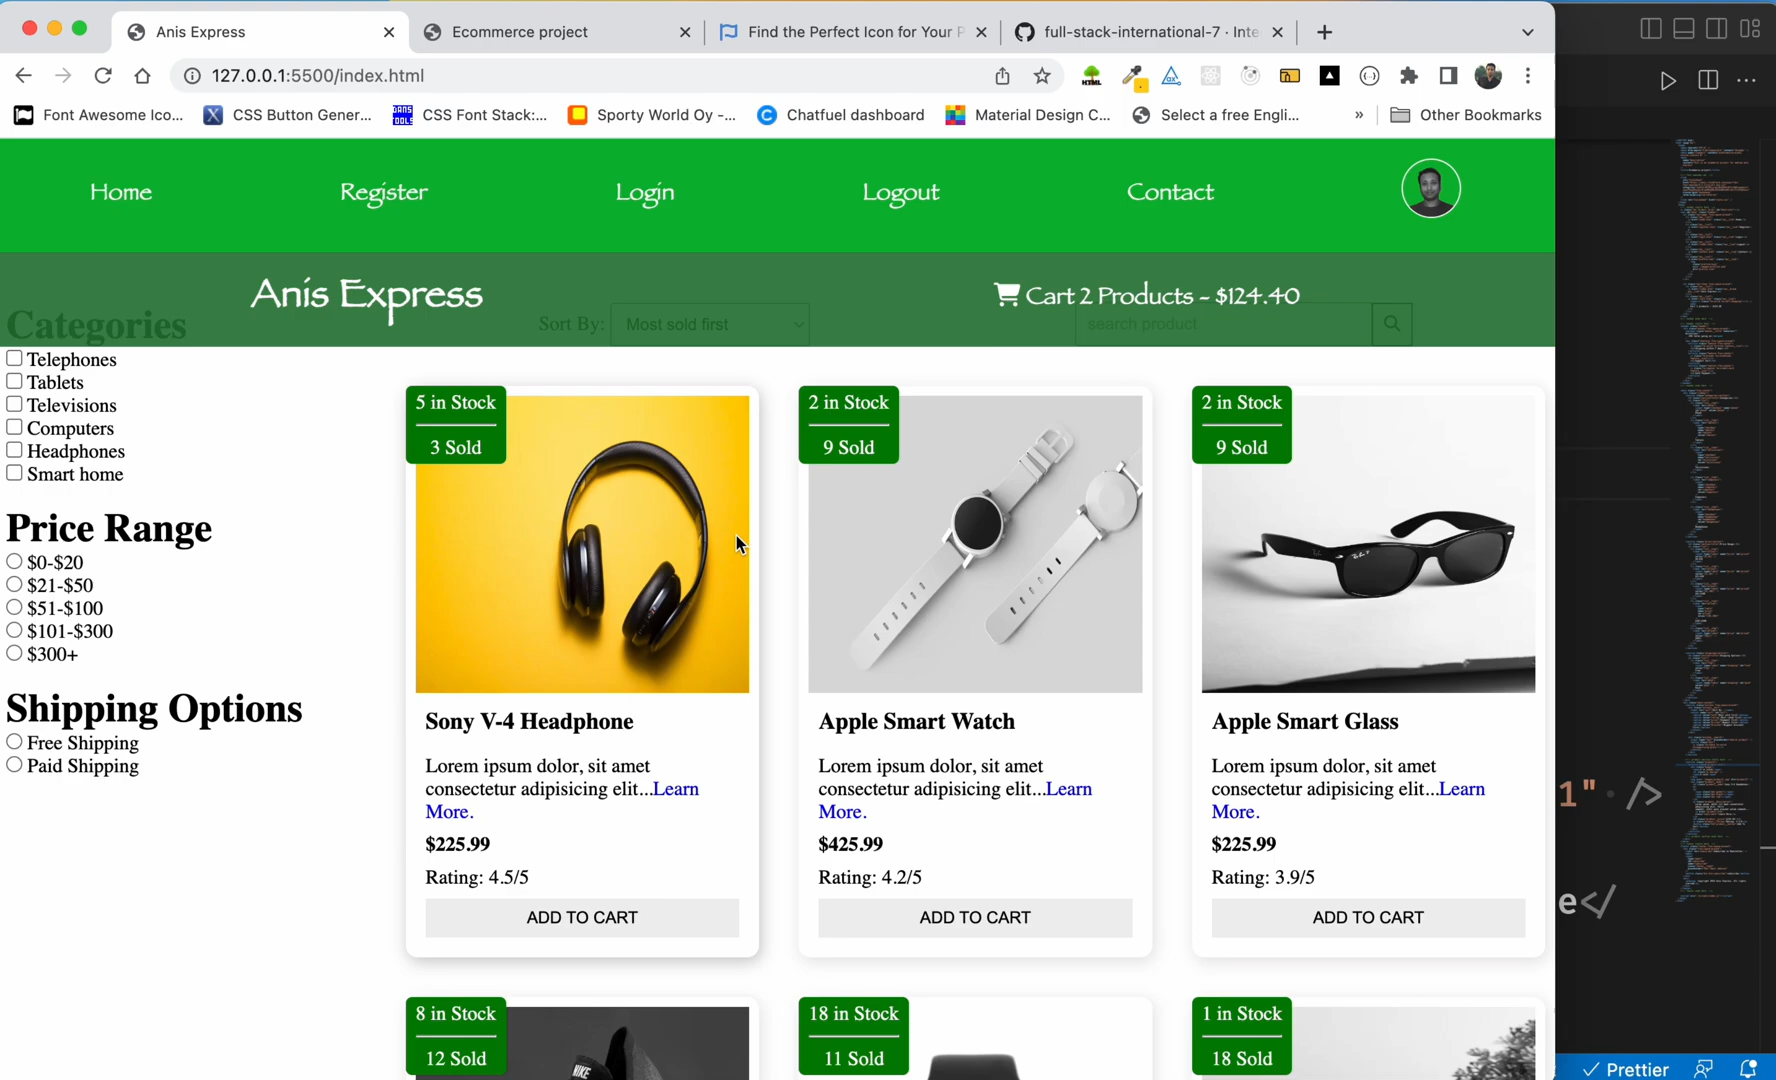 Anis Express
Ecommerce project
Find the Perfect Icon for Your P
full-stack-international-7 · Inte
127.0.0.1:5500/index.html
Font Awesome Ico...
CSS Button Gener...
CSS Font Stack:...
Sporty World Oy -...
Chatfuel dashboard
Material Design C...
Select a free Engli...
»
Other Bookmarks
Home
Register
Login
Logout
Contact
Anis Express
Cart 2 Products - $124.40
Categories
Sort By:
Most sold first
search product
Telephones
Tablets
Televisions
Computers
Headphones
Smart home
Price Range
$0-$20
$21-$50
$51-$100
$101-$300
$300+
Shipping Options
Free Shipping
Paid Shipping
5 in Stock
3 Sold
Sony V-4 Headphone
Lorem ipsum dolor, sit amet
consectetur adipisicing elit...Learn
More.
$225.99
Rating: 4.5/5
ADD TO CART
2 in Stock
9 Sold
Apple Smart Watch
Lorem ipsum dolor, sit amet
consectetur adipisicing elit...Learn
More.
$425.99
Rating: 4.2/5
ADD TO CART
2 in Stock
9 Sold
Apple Smart Glass
Lorem ipsum dolor, sit amet
consectetur adipisicing elit...Learn
More.
$225.99
Rating: 3.9/5
ADD TO CART
8 in Stock
12 Sold
NIKE
18 in Stock
11 Sold
1 in Stock
18 Sold
1" />
e</
Prettier